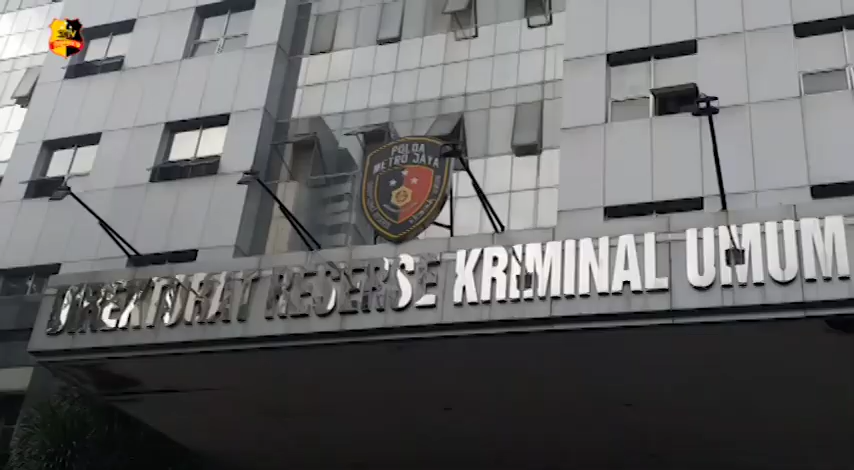 POLDA
METRO JAYA
DIREKTORAT RESERSE KRIMINAL UMUM